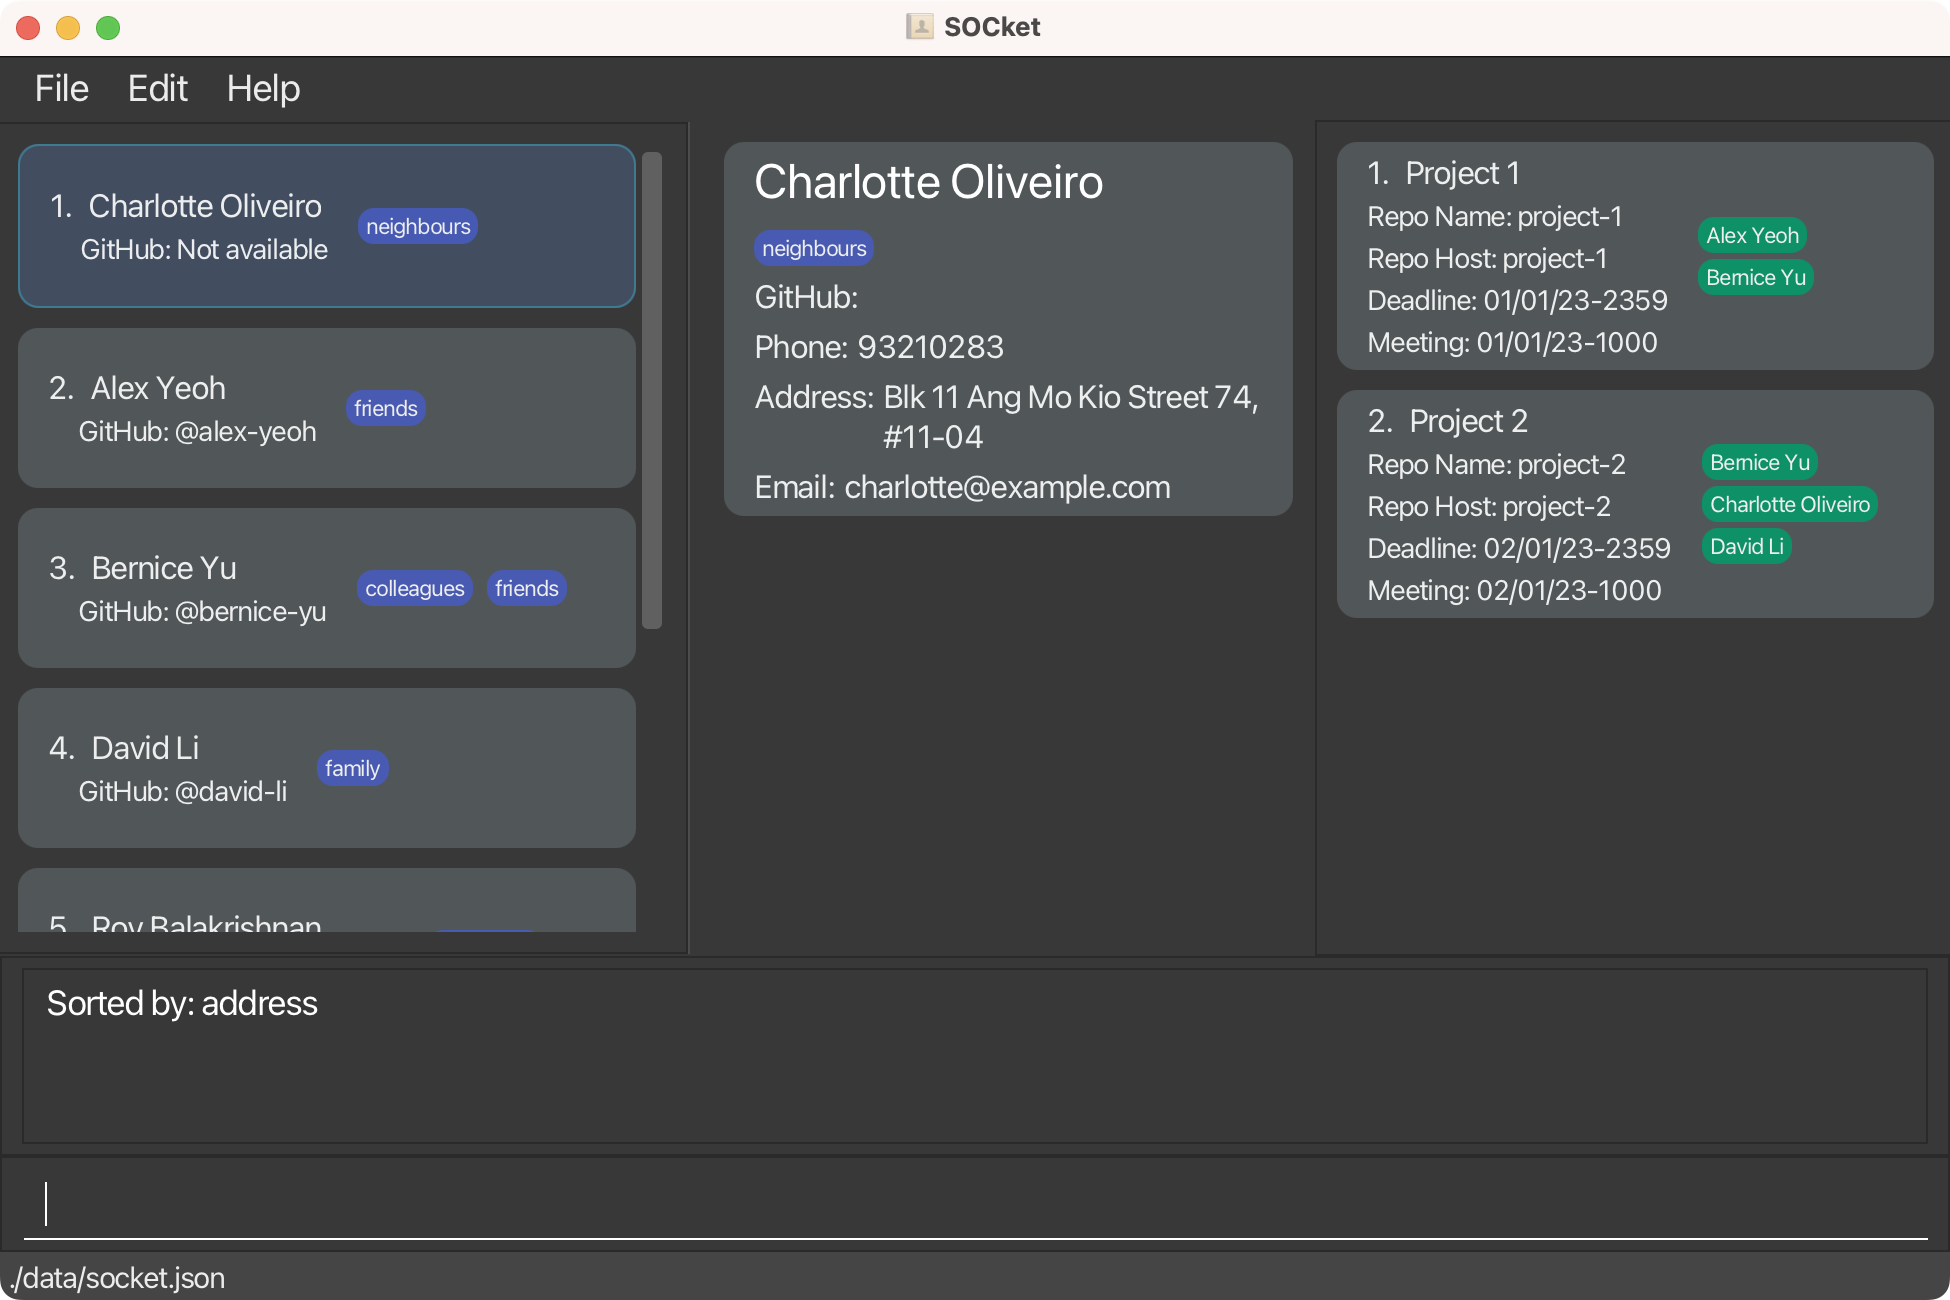 SOCket
File Edit Help
1. Charlotte Oliveiro
GitHub: Not available
neighbours
2. Alex Yeoh
GitHub: @alex-yeoh
friends
3. Bernice Yu
GitHub: @bernice-yu
colleagues friends
4. David Li
GitHub: @david-li
family
5. Roy Balakrishnan
Charlotte Oliveiro
neighbours
GitHub:
Phone: 93210283
Address: Blk 11 Ang Mo Kio Street 74,
#11-04
Email: charlotte@example.com
1. Project 1
Repo Name: project-1
Repo Host: project-1
Deadline: 01/01/23-2359
Meeting: 01/01/23-1000
Alex Yeoh
Bernice Yu
2. Project 2
Repo Name: project-2
Repo Host: project-2
Deadline: 02/01/23-2359
Meeting: 02/01/23-1000
Bernice Yu
Charlotte Oliveiro
David Li
Sorted by: address
./data/socket.json